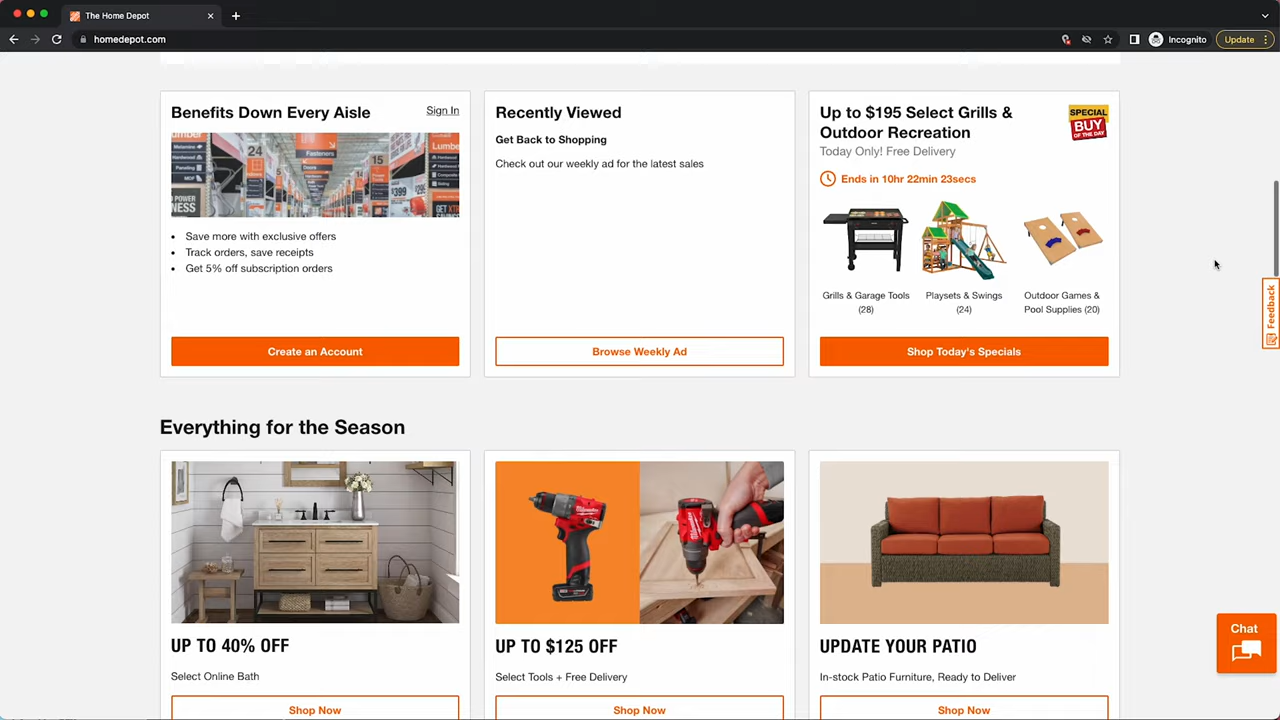 The Home Depot
homedepot.com
Incognito
Update
Benefits Down Every Aisle
Sign In
24
Fasteners
15
Save more with exclusive offers
Track orders, save receipts
Get 5% off subscription orders
Create an Account
Recently Viewed
Get Back to Shopping
Check out our weekly ad for the latest sales
Browse Weekly Ad
Up to $195 Select Grills &
Outdoor Recreation
SPECIAL
BUY
OF THE DAY
Today Only! Free Delivery
Ends in 10hr 22min 23secs
Grills & Garage Tools
(28)
Playsets & Swings
(24)
Outdoor Games &
Pool Supplies (20)
Shop Today's Specials
Feedback
Everything for the Season
UP TO 40% OFF
Select Online Bath
Shop Now
Milwaukee
UP TO $125 OFF
Select Tools + Free Delivery
Shop Now
UPDATE YOUR PATIO
In-stock Patio Furniture, Ready to Deliver
Shop Now
Chat